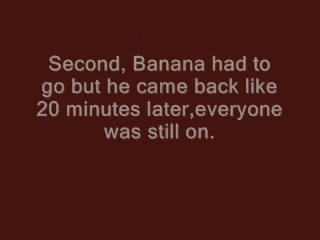 Second, Banana had to
go but he came back like
20 minutes later,everyone
was still on.